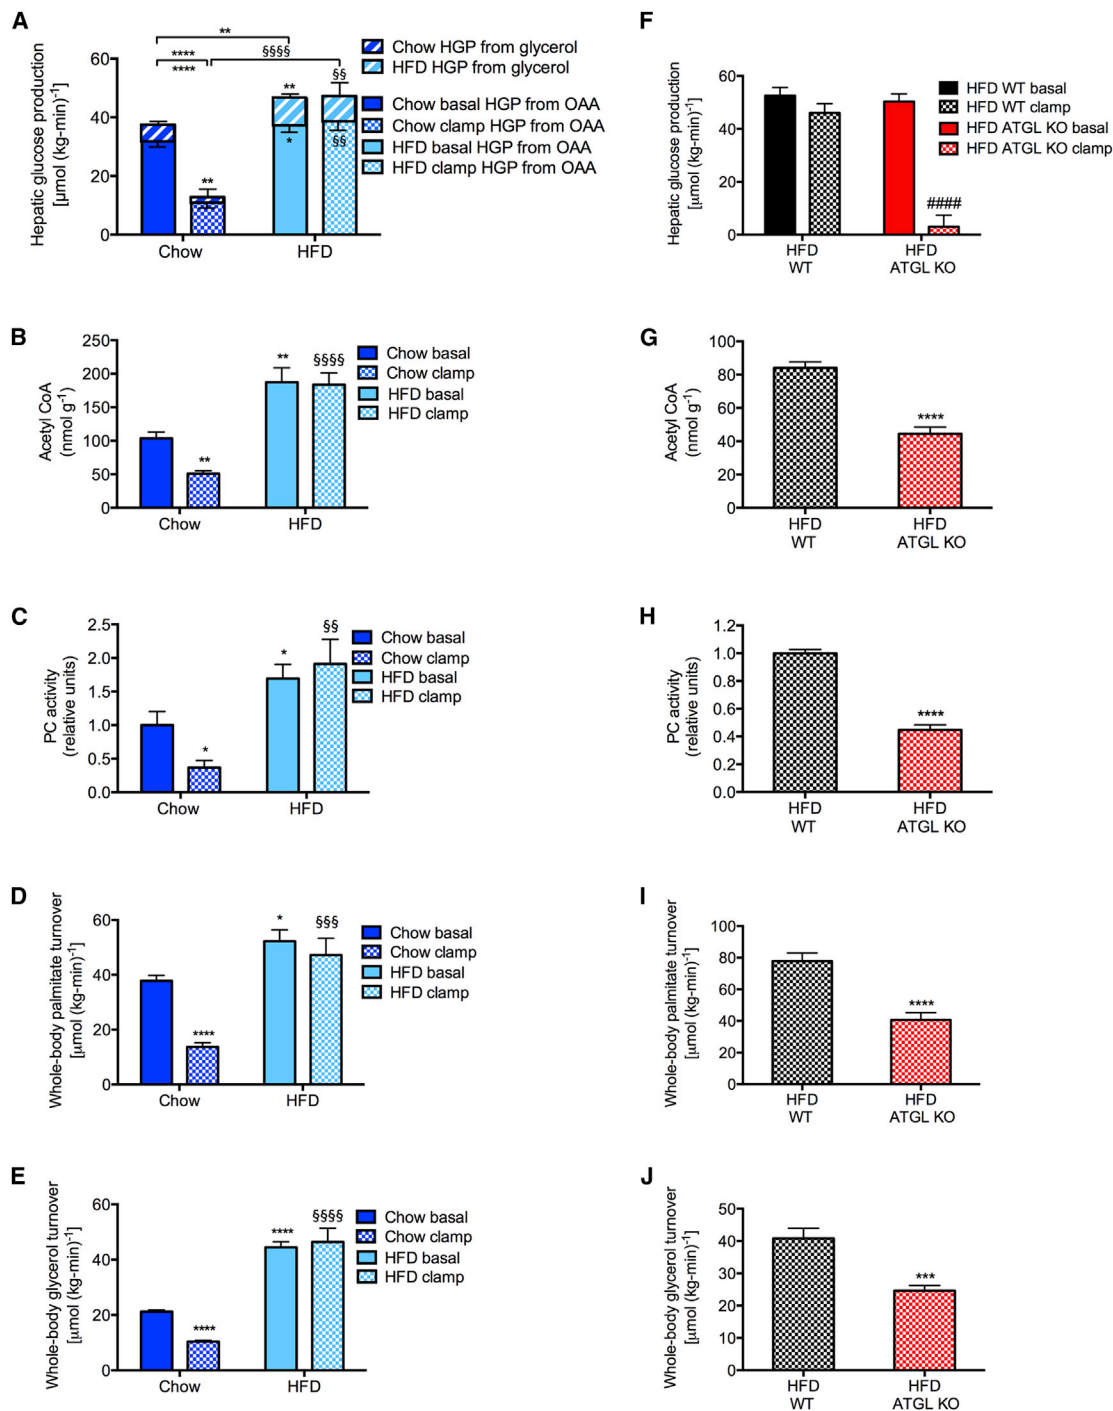 A
Hepatic glucose production
[µmol (kg-min)⁻¹]
60
40
20
0
**
****
****
§§§§
**
**
*
§§
§§
Chow
HFD
Chow HGP from glycerol
HFD HGP from glycerol
Chow basal HGP from OAA
Chow clamp HGP from OAA
HFD basal HGP from OAA
HFD clamp HGP from OAA
F
Hepatic glucose production
[µmol (kg-min)⁻¹]
60
40
20
0
####
HFD
WT
HFD
ATGL KO
HFD WT basal
HFD WT clamp
HFD ATGL KO basal
HFD ATGL KO clamp
B
Acetyl CoA
(nmol g⁻¹)
250
200
150
100
50
0
**
**
§§§§
Chow
HFD
Chow basal
Chow clamp
HFD basal
HFD clamp
G
Acetyl CoA
(nmol g⁻¹)
100
80
60
40
20
0
****
HFD
WT
HFD
ATGL KO
C
PC activity
(relative units)
2.5
2.0
1.5
1.0
0.5
0.0
*
*
§§
Chow
HFD
Chow basal
Chow clamp
HFD basal
HFD clamp
H
PC activity
(relative units)
1.2
1.0
0.8
0.6
0.4
0.2
0.0
****
HFD
WT
HFD
ATGL KO
D
Whole-body palmitate turnover
[µmol (kg-min)⁻¹]
60
40
20
0
****
*
§§§
Chow
HFD
Chow basal
Chow clamp
HFD basal
HFD clamp
I
Whole-body palmitate turnover
[µmol (kg-min)⁻¹]
100
80
60
40
20
0
****
HFD
WT
HFD
ATGL KO
E
Whole-body glycerol turnover
[µmol (kg-min)⁻¹]
60
40
20
0
****
****
§§§§
Chow
HFD
Chow basal
Chow clamp
HFD basal
HFD clamp
J
Whole-body glycerol turnover
[µmol (kg-min)⁻¹]
50
40
30
20
10
0
***
HFD
WT
HFD
ATGL KO